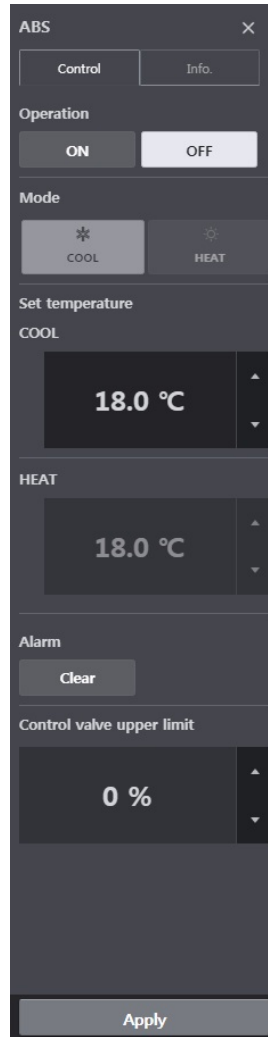 ABS ×
Control Info.
Operation
ON OFF
Mode
COOL HEAT
Set temperature
COOL
18.0 °C
HEAT
18.0 °C
Alarm
Clear
Control valve upper limit
0 %
Apply